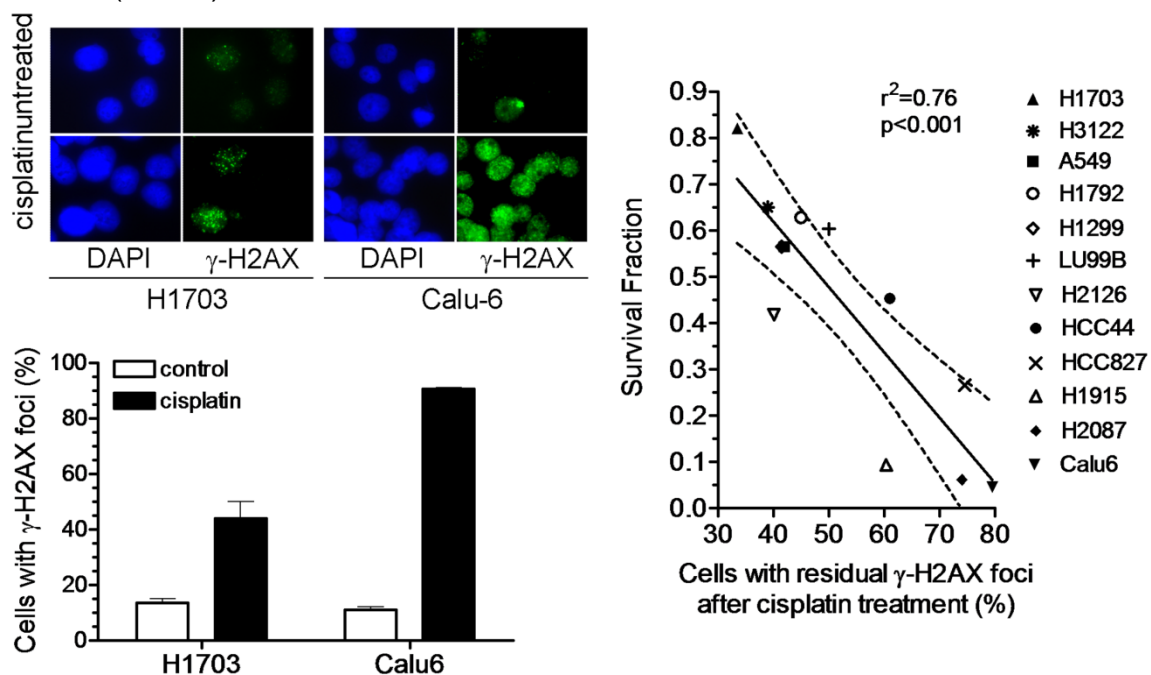 cisplatin untreated
DAPI γ-H2AX DAPI γ-H2AX
H1703 Calu-6
Cells with γ-H2AX foci (%)
100
80
60
40
20
0
control
cisplatin
H1703 Calu6
Survival Fraction
0.9
0.8
0.7
0.6
0.5
0.4
0.3
0.2
0.1
0.0
r²=0.76
p<0.001
30 40 50 60 70 80
Cells with residual γ-H2AX foci
after cisplatin treatment (%)
H1703
H3122
A549
H1792
H1299
LU99B
H2126
HCC44
HCC827
H1915
H2087
Calu6